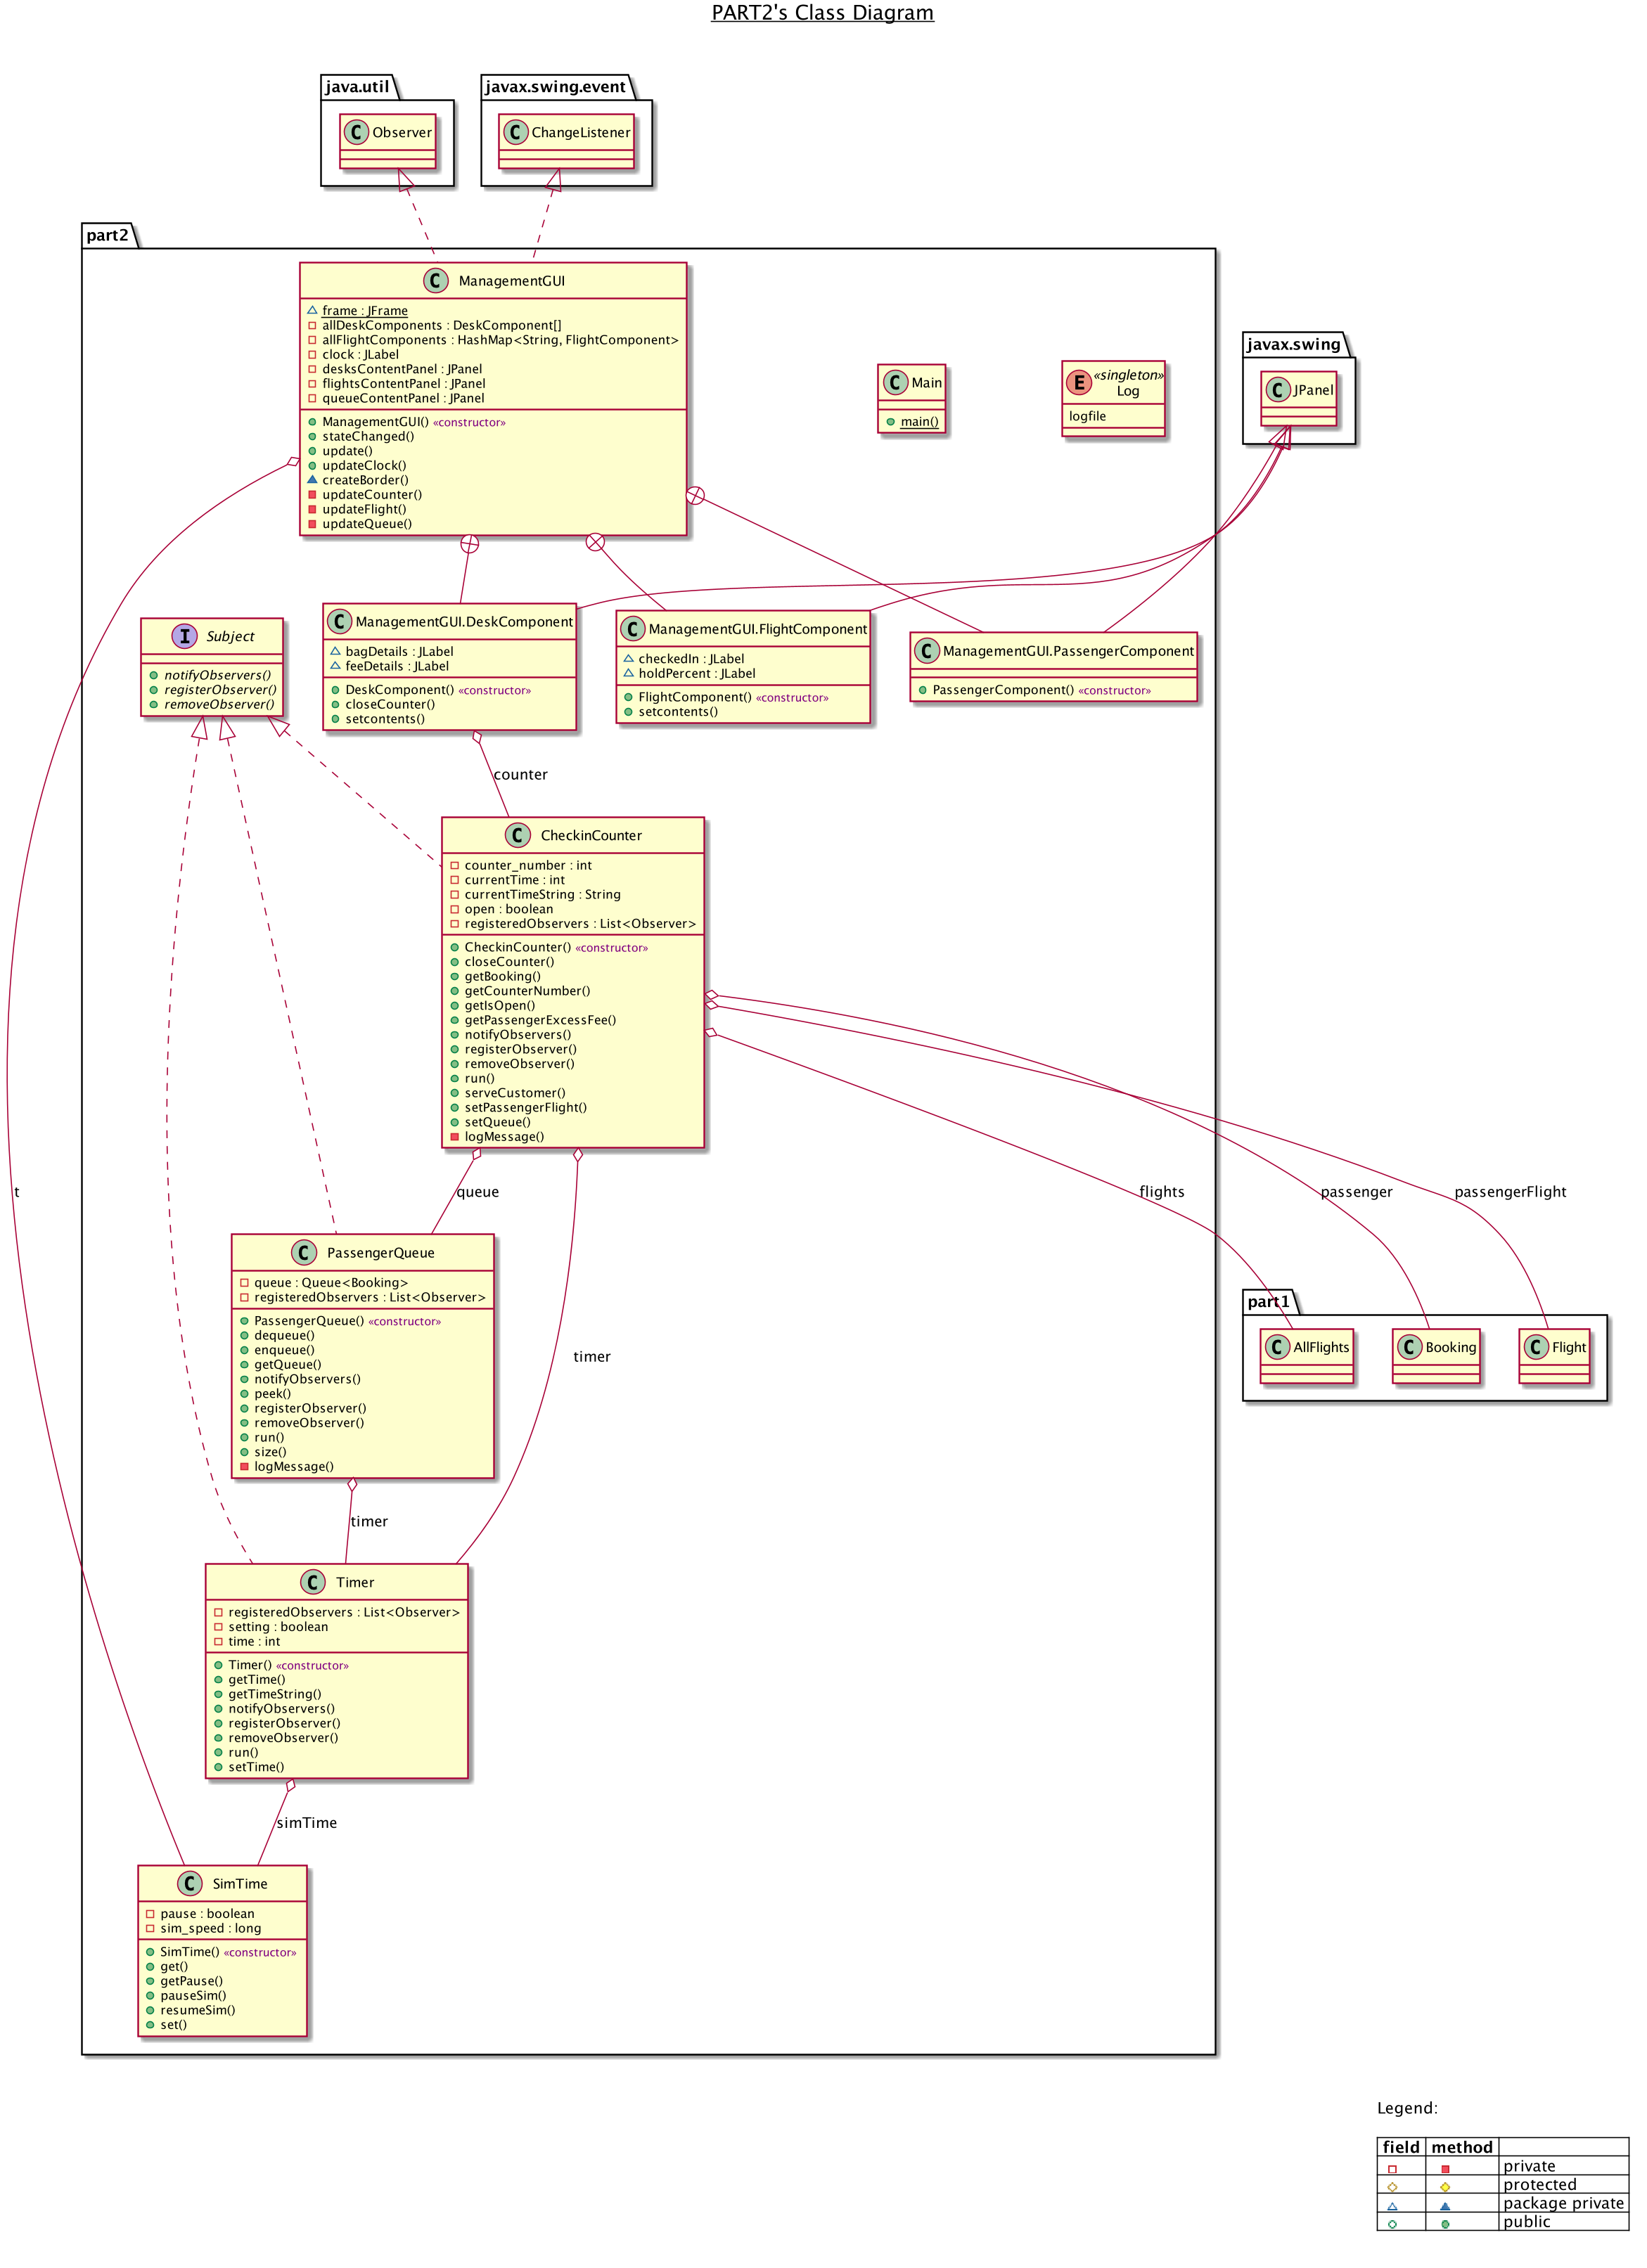 PART2's Class Diagram
java.util
Observer
javax.swing.event
ChangeListener
part2
ManagementGUI
frame : JFrame
allDeskComponents : DeskComponent[]
allFlightComponents : HashMap<String, FlightComponent>
clock : JLabel
desksContentPanel : JPanel
flightsContentPanel : JPanel
queueContentPanel : JPanel
ManagementGUI() «constructor»
stateChanged()
update()
updateClock()
createBorder()
updateCounter()
updateFlight()
updateQueue()
Main
main()
«singleton»
Log
logfile
javax.swing
JPanel
Subject
notifyObservers()
registerObserver()
removeObserver()
ManagementGUI.DeskComponent
bagDetails : JLabel
feeDetails : JLabel
DeskComponent() «constructor»
closeCounter()
setcontents()
ManagementGUI.FlightComponent
checkedIn : JLabel
holdPercent : JLabel
FlightComponent() «constructor»
setcontents()
ManagementGUI.PassengerComponent
PassengerComponent() «constructor»
counter
CheckinCounter
counter_number : int
currentTime : int
currentTimeString : String
open : boolean
registeredObservers : List<Observer>
CheckinCounter() «constructor»
closeCounter()
getBooking()
getCounterNumber()
getIsOpen()
getPassengerExcessFee()
notifyObservers()
registerObserver()
removeObserver()
run()
serveCustomer()
setPassengerFlight()
setQueue()
logMessage()
t
queue
flights
passenger
passengerFlight
PassengerQueue
queue : Queue<Booking>
registeredObservers : List<Observer>
PassengerQueue() «constructor»
dequeue()
enqueue()
getQueue()
notifyObservers()
peek()
registerObserver()
removeObserver()
run()
size()
logMessage()
timer
part1
AllFlights
Booking
Flight
timer
Timer
registeredObservers : List<Observer>
setting : boolean
time : int
Timer() «constructor»
getTime()
getTimeString()
notifyObservers()
registerObserver()
removeObserver()
run()
setTime()
simTime
SimTime
pause : boolean
sim_speed : long
SimTime() «constructor»
get()
getPause()
pauseSim()
resumeSim()
set()
Legend:
field method
private
protected
package private
public